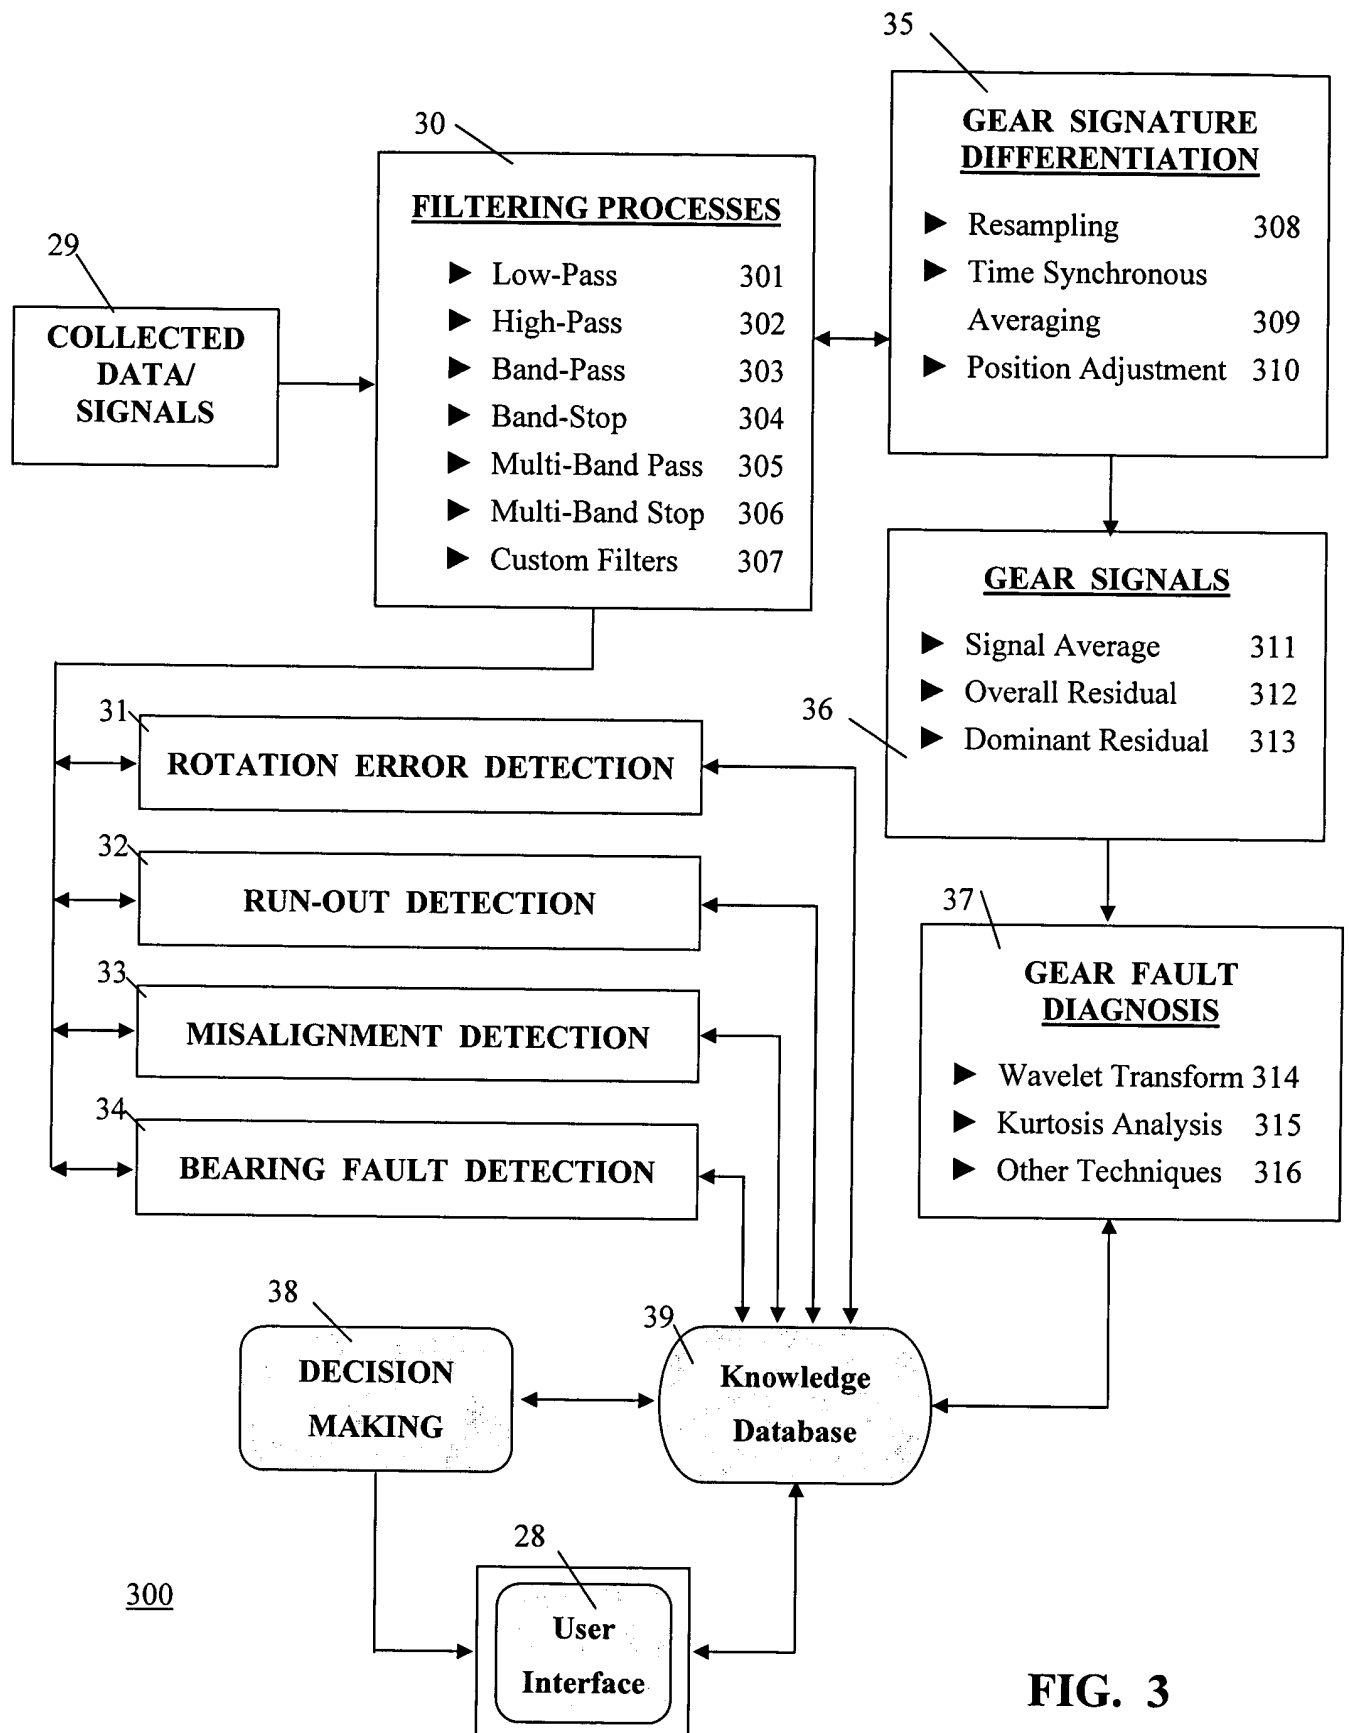 35
GEAR SIGNATURE
DIFFERENTIATION
► Resampling 308
► Time Synchronous
Averaging 309
► Position Adjustment 310
30
FILTERING PROCESSES
► Low-Pass 301
► High-Pass 302
► Band-Pass 303
► Band-Stop 304
► Multi-Band Pass 305
► Multi-Band Stop 306
► Custom Filters 307
29
COLLECTED
DATA/
SIGNALS
GEAR SIGNALS
► Signal Average 311
► Overall Residual 312
► Dominant Residual 313
36
31
ROTATION ERROR DETECTION
32
RUN-OUT DETECTION
33
MISALIGNMENT DETECTION
34
BEARING FAULT DETECTION
37
GEAR FAULT
DIAGNOSIS
► Wavelet Transform 314
► Kurtosis Analysis 315
► Other Techniques 316
38
DECISION
MAKING
39
Knowledge
Database
28
User
Interface
300
FIG. 3